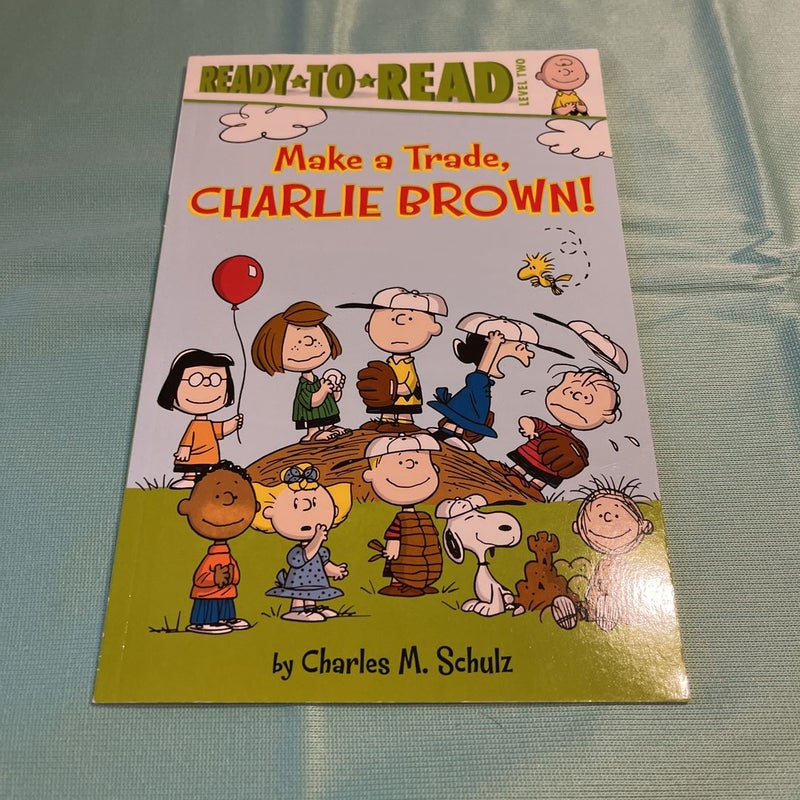 READY★TO★READ
LEVEL TWO
Make a Trade,
CHARLIE BROWN!
by Charles M. Schulz